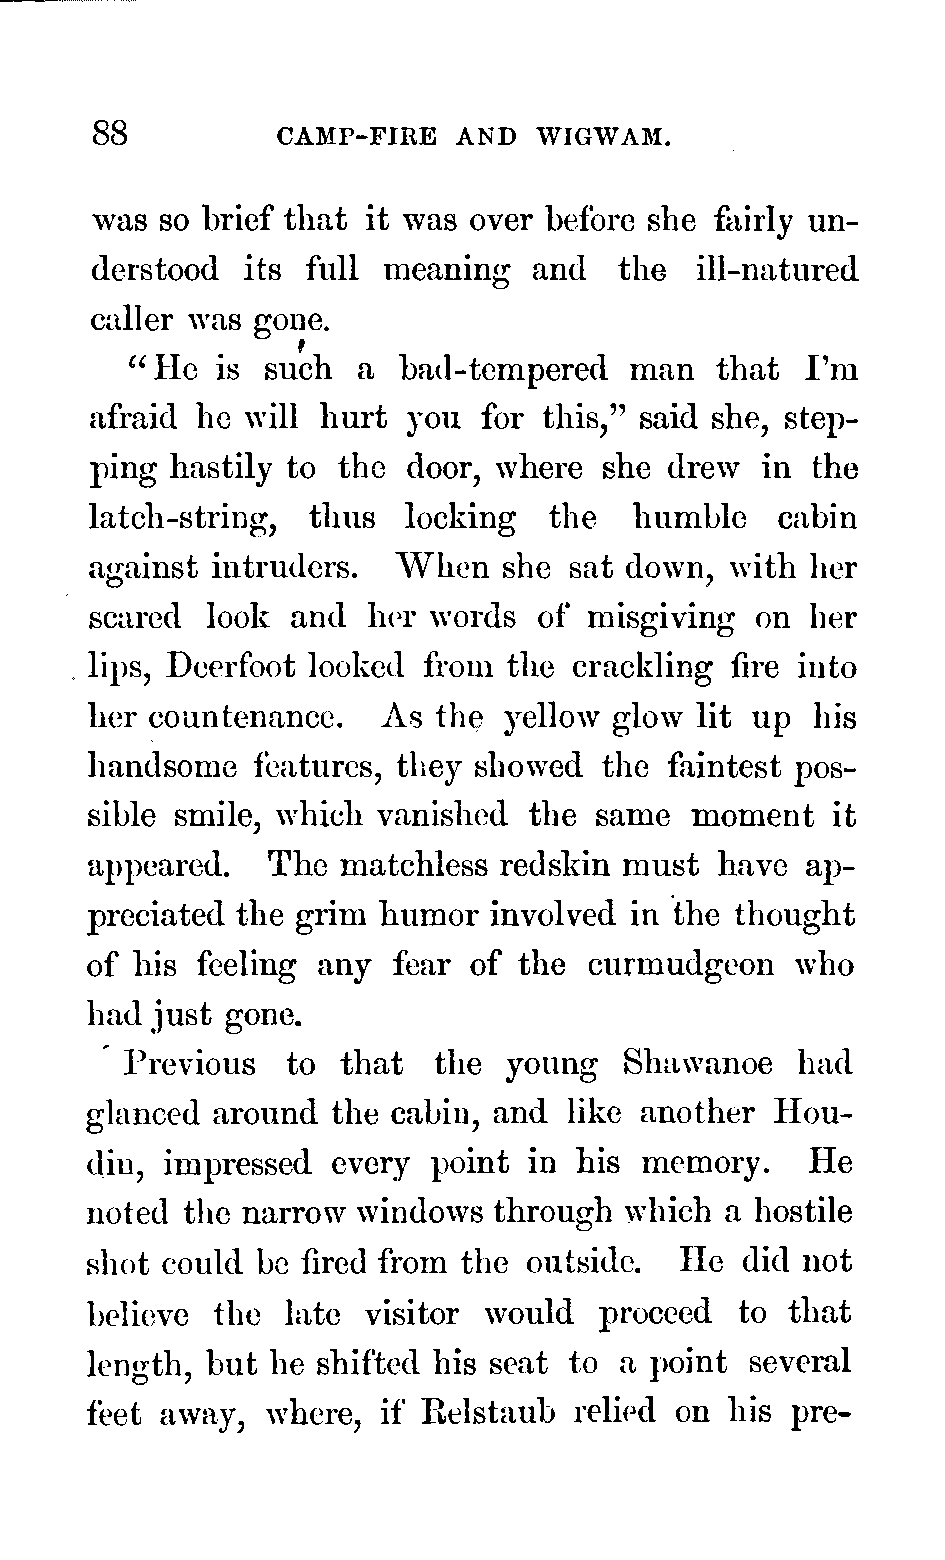 88 CAMP-FIRE AND WIGWAM.
was so brief that it was over before she fairly un-
derstood its full meaning and the ill-natured
caller was gone.
“He is such a bad-tempered man that I’m
afraid he will hurt you for this,” said she, step-
ping hastily to the door, where she drew in the
latch-string, thus locking the humble cabin
against intruders. When she sat down, with her
scared look and her words of misgiving on her
lips, Deerfoot looked from the crackling fire into
her countenance. As the yellow glow lit up his
handsome features, they showed the faintest pos-
sible smile, which vanished the same moment it
appeared. The matchless redskin must have ap-
preciated the grim humor involved in the thought
of his feeling any fear of the curmudgeon who
had just gone.
Previous to that the young Shawanoe had
glanced around the cabin, and like another Hou-
din, impressed every point in his memory. He
noted the narrow windows through which a hostile
shot could be fired from the outside. He did not
believe the late visitor would proceed to that
length, but he shifted his seat to a point several
feet away, where, if Relstaub relied on his pre-